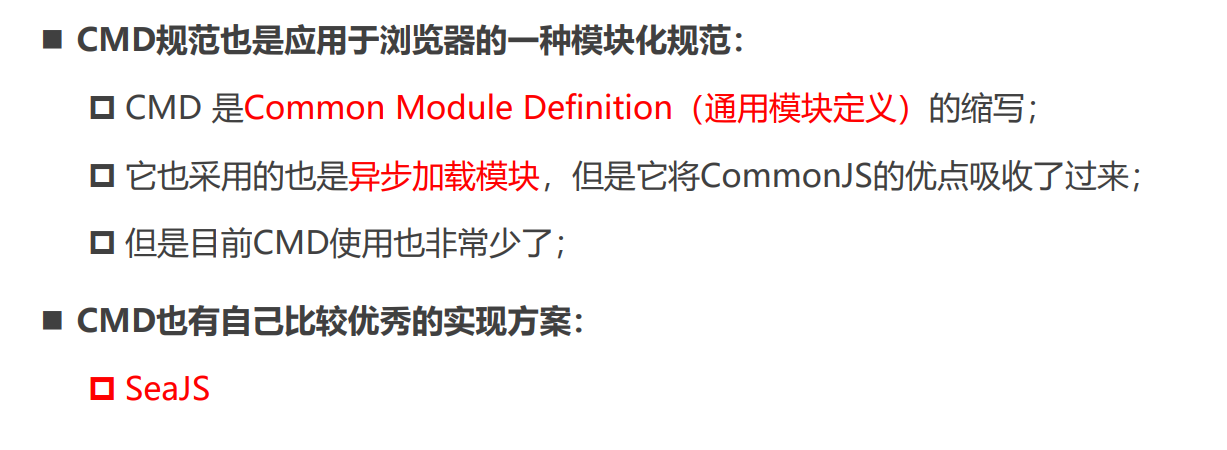 CMD规范也是应用于浏览器的一种模块化规范：
CMD 是Common Module Definition（通用模块定义）的缩写；
它也采用的也是异步加载模块，但是它将CommonJS的优点吸收了过来；
但是目前CMD使用也非常少了；
CMD也有自己比较优秀的实现方案：
SeaJS